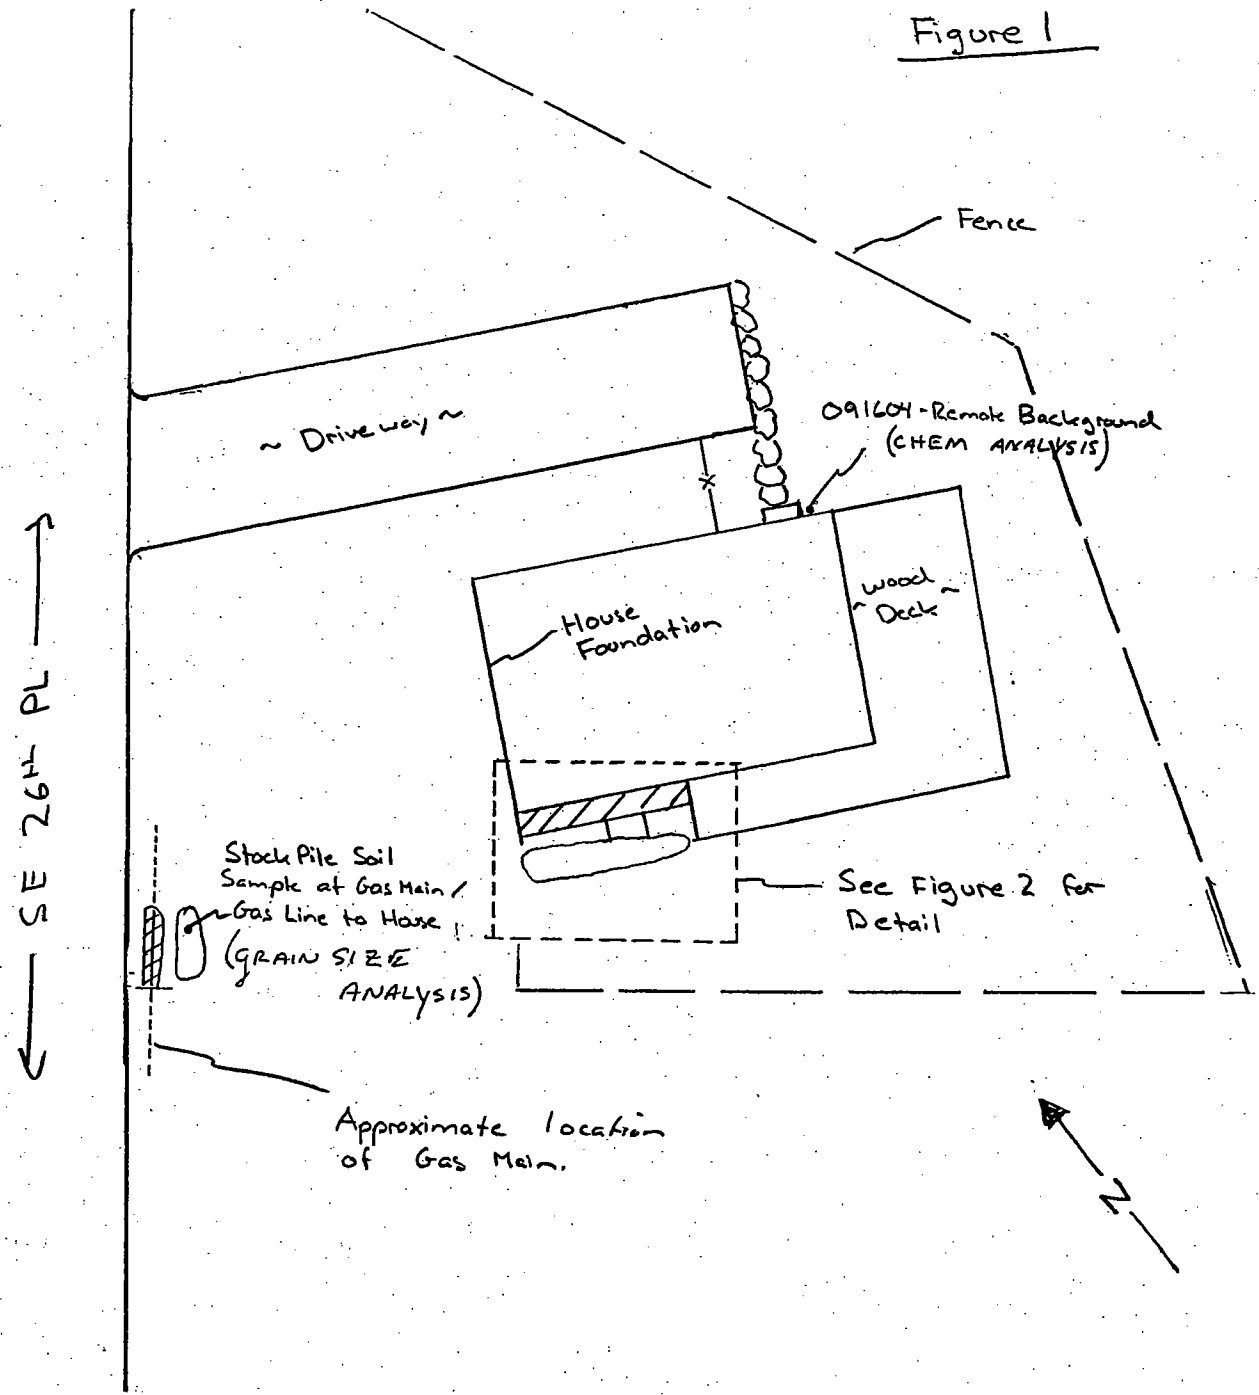 Figure 1
Fence
~ Driveway ~
091604-Remote Background
(CHEM ANALYSIS)
House
Foundation
wood
~ Deck ~
SE 26th PL
Stock Pile Soil
Sample at Gas Main /
Gas Line to House
(GRAIN SIZE
ANALYSIS)
See Figure 2 for
Detail
Approximate location
of Gas Main.
N